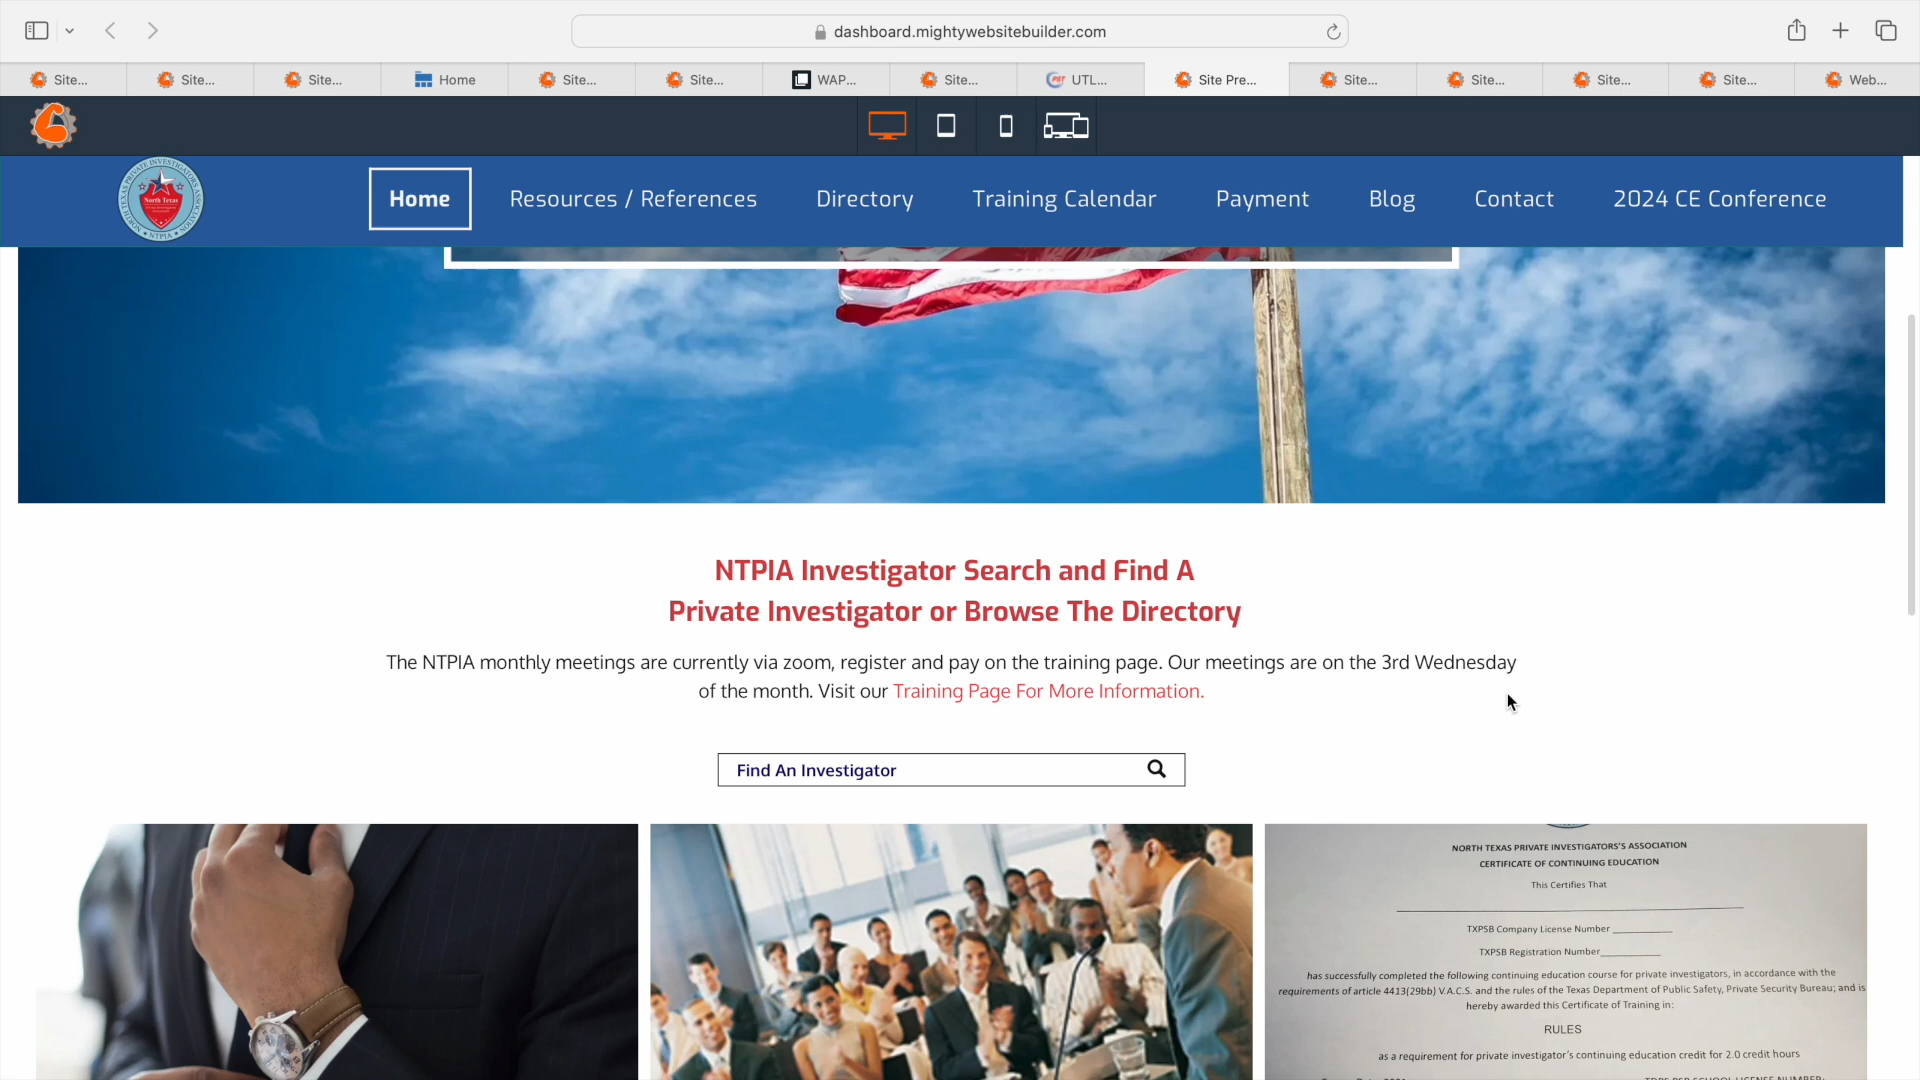 dashboard.mightywebsitebuilder.com
Site...
Site...
Site...
Home
Site...
Site...
WAP...
Site...
UTL...
Site Pre...
Site...
Site...
Site...
Site...
Web...
NORTH TEXAS PRIVATE INVESTIGATORS ASSOCIATION
North Texas
NTPIA
Home
Resources / References
Directory
Training Calendar
Payment
Blog
Contact
2024 CE Conference
NTPIA Investigator Search and Find A
Private Investigator or Browse The Directory
The NTPIA monthly meetings are currently via zoom, register and pay on the training page. Our meetings are on the 3rd Wednesday
of the month. Visit our Training Page For More Information.
Find An Investigator
NORTH TEXAS PRIVATE INVESTIGATORS'S ASSOCIATION
CERTIFICATE OF CONTINUING EDUCATION
This Certifies That
TXPSB Company License Number
TXPSB Registration Number
has successfully completed the following continuing education course for private investigators, in accordance with the
requirements of article 4413(29bb) V.A.C.S. and the rules of the Texas Department of Public Safety, Private Security Bureau; and is
hereby awarded this Certificate of Training in:
RULES
as a requirement for private investigator's continuing education credit for 2.0 credit hours